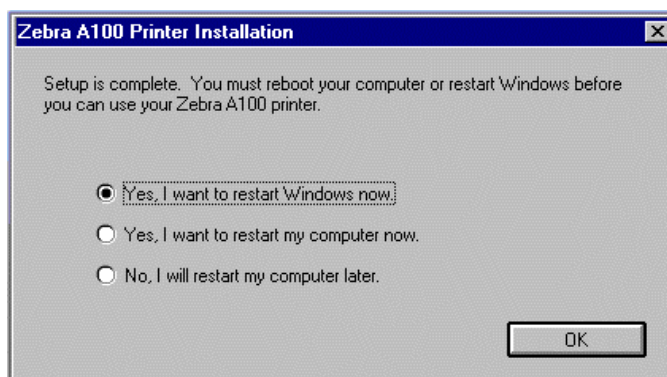 Zebra A100 Printer Installation
Setup is complete. You must reboot your computer or restart Windows before
you can use your Zebra A100 printer.
Yes, I want to restart Windows now.
Yes, I want to restart my computer now.
No, I will restart my computer later.
OK